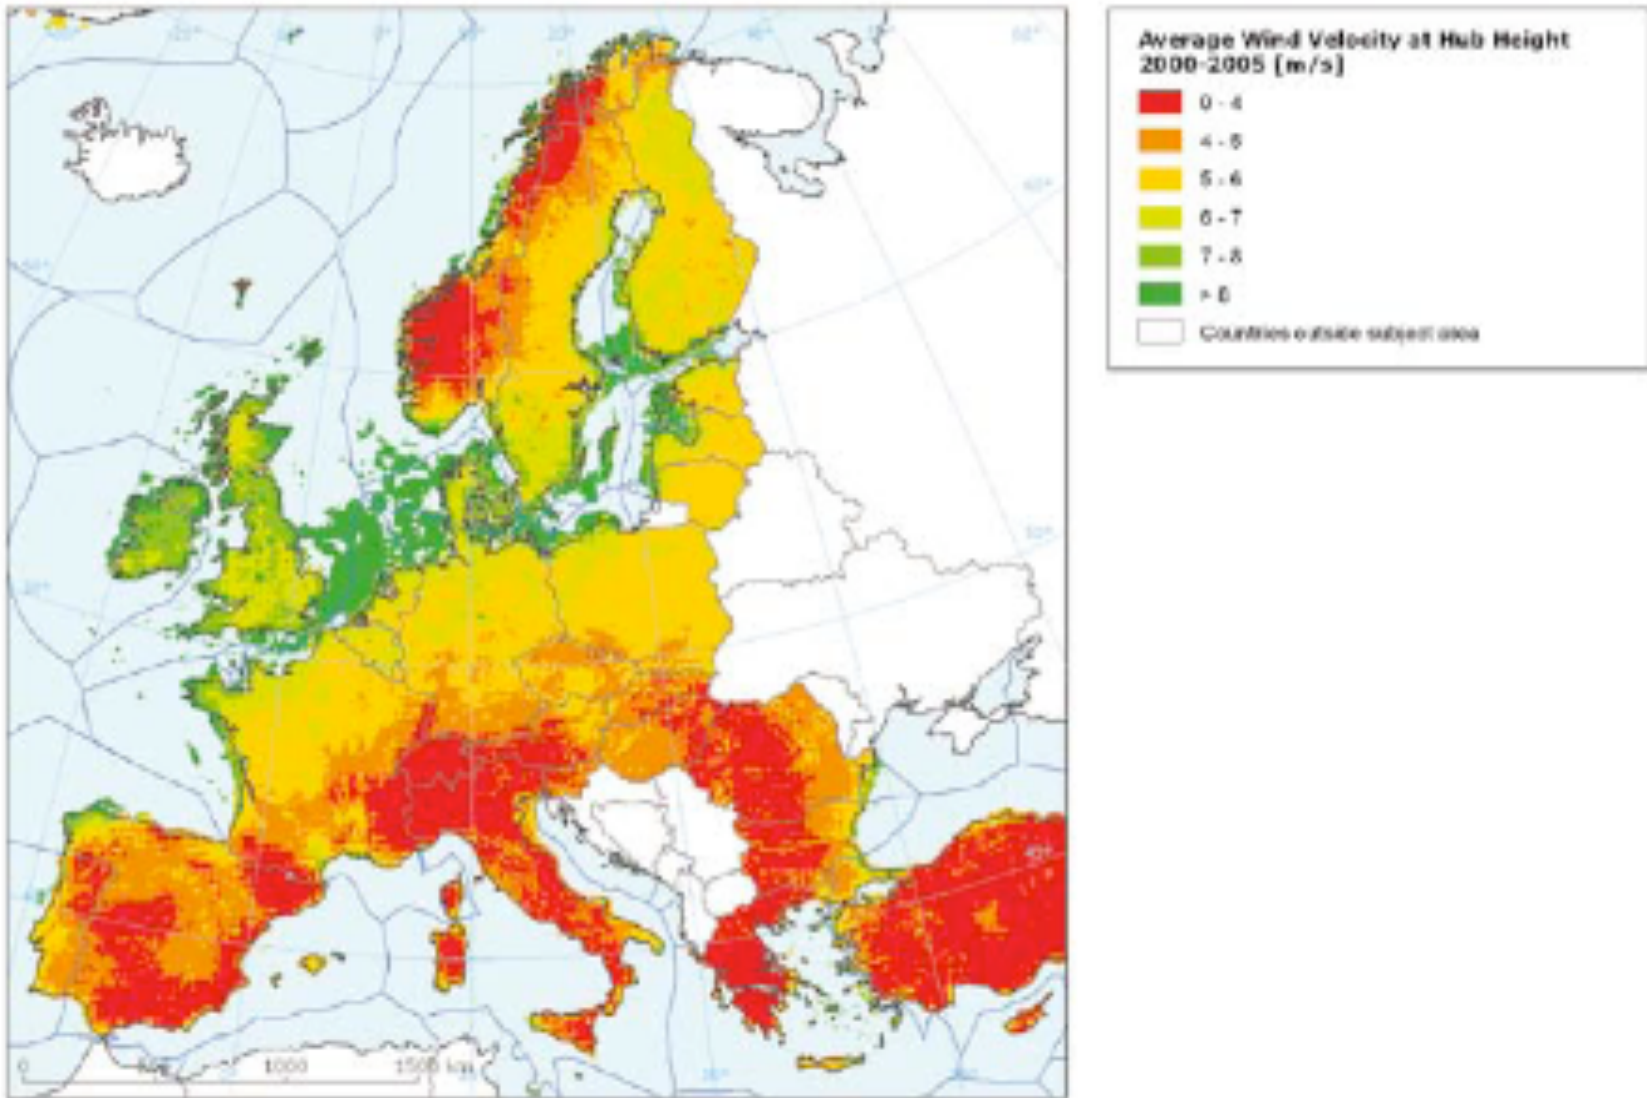 Average Wind Velocity at Hub Height
2000-2005 [m/s]
0 - 4
4 - 5
5 - 6
6 - 7
7 - 8
> 8
Countries outside subject area
0
1000
1500 km